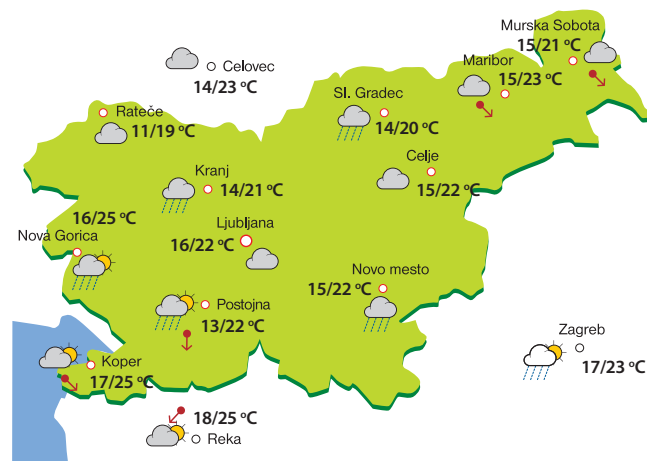 Murska Sobota
15/21 °C
Maribor
15/23 °C
Celovec
14/23 °C
Sl. Gradec
14/20 °C
Rateče
11/19 °C
Celje
15/22 °C
Kranj
14/21 °C
16/25 °C
Nova Gorica
Ljubljana
16/22 °C
Novo mesto
15/22 °C
Postojna
13/22 °C
Zagreb
17/23 °C
Koper
17/25 °C
18/25 °C
Reka